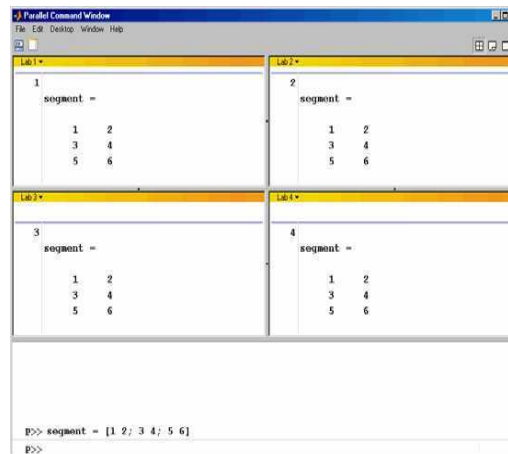 Parallel Command Window
File Edit Desktop Window Help
Lab 1
1
segment =
1 2
3 4
5 6
Lab 2
2
segment =
1 2
3 4
5 6
Lab 3
3
segment =
1 2
3 4
5 6
Lab 4
4
segment =
1 2
3 4
5 6
P>> segment = [1 2; 3 4; 5 6]
P>>